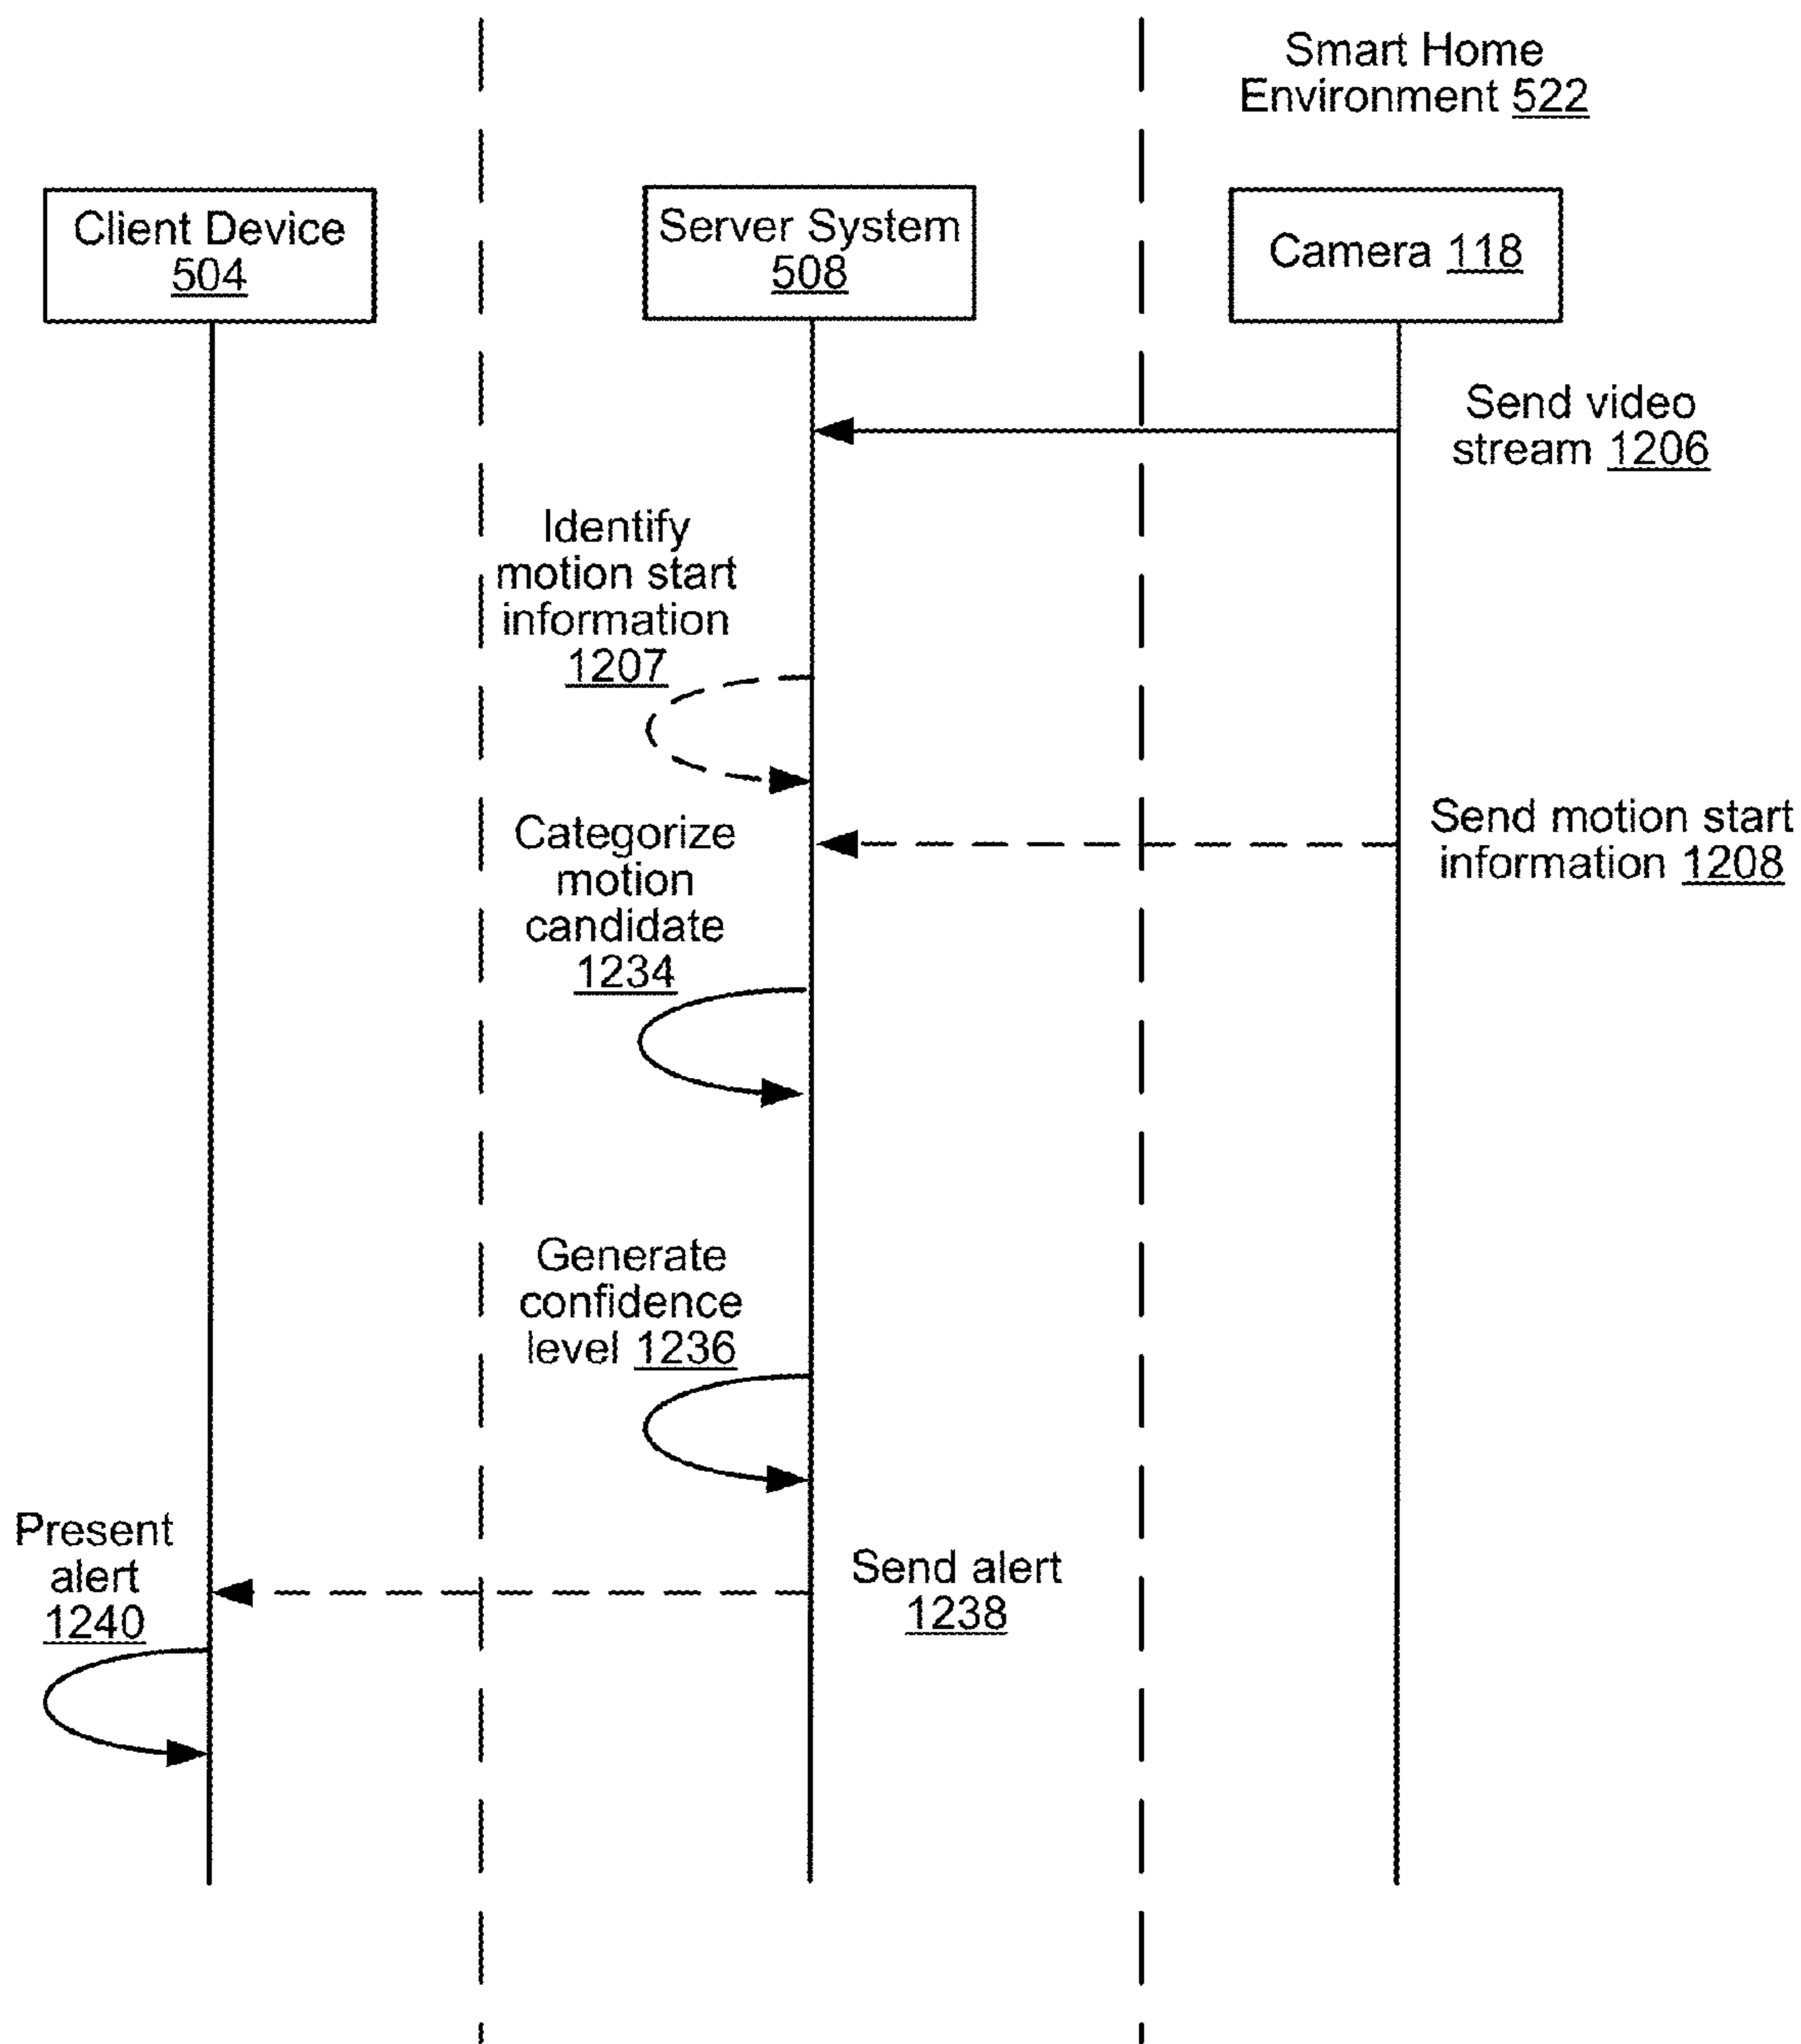 Smart Home
Environment 522
Client Device
504
Server System
508
Camera 118
Send video
stream 1206
Identify
motion start
information
1207
Send motion start
information 1208
Categorize
motion
candidate
1234
Generate
confidence
level 1236
Send alert
1238
Present
alert
1240